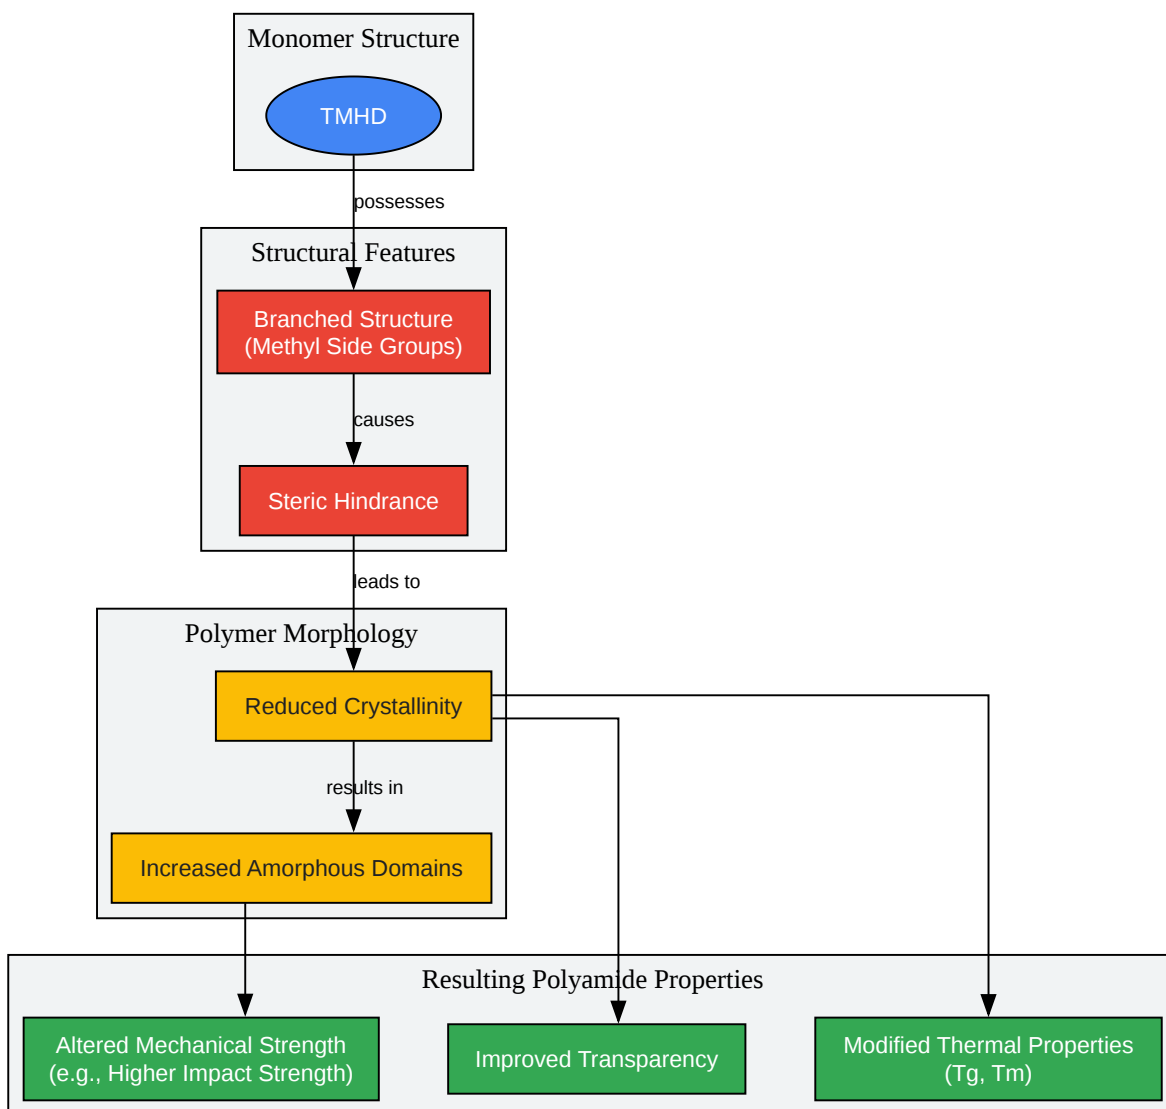 Monomer Structure
TMHD
possesses
Structural Features
Branched Structure
(Methyl Side Groups)
causes
Steric Hindrance
leads to
Polymer Morphology
Reduced Crystallinity
results in
Increased Amorphous Domains
Resulting Polyamide Properties
Altered Mechanical Strength
(e.g., Higher Impact Strength)
Improved Transparency
Modified Thermal Properties
(Tg, Tm)